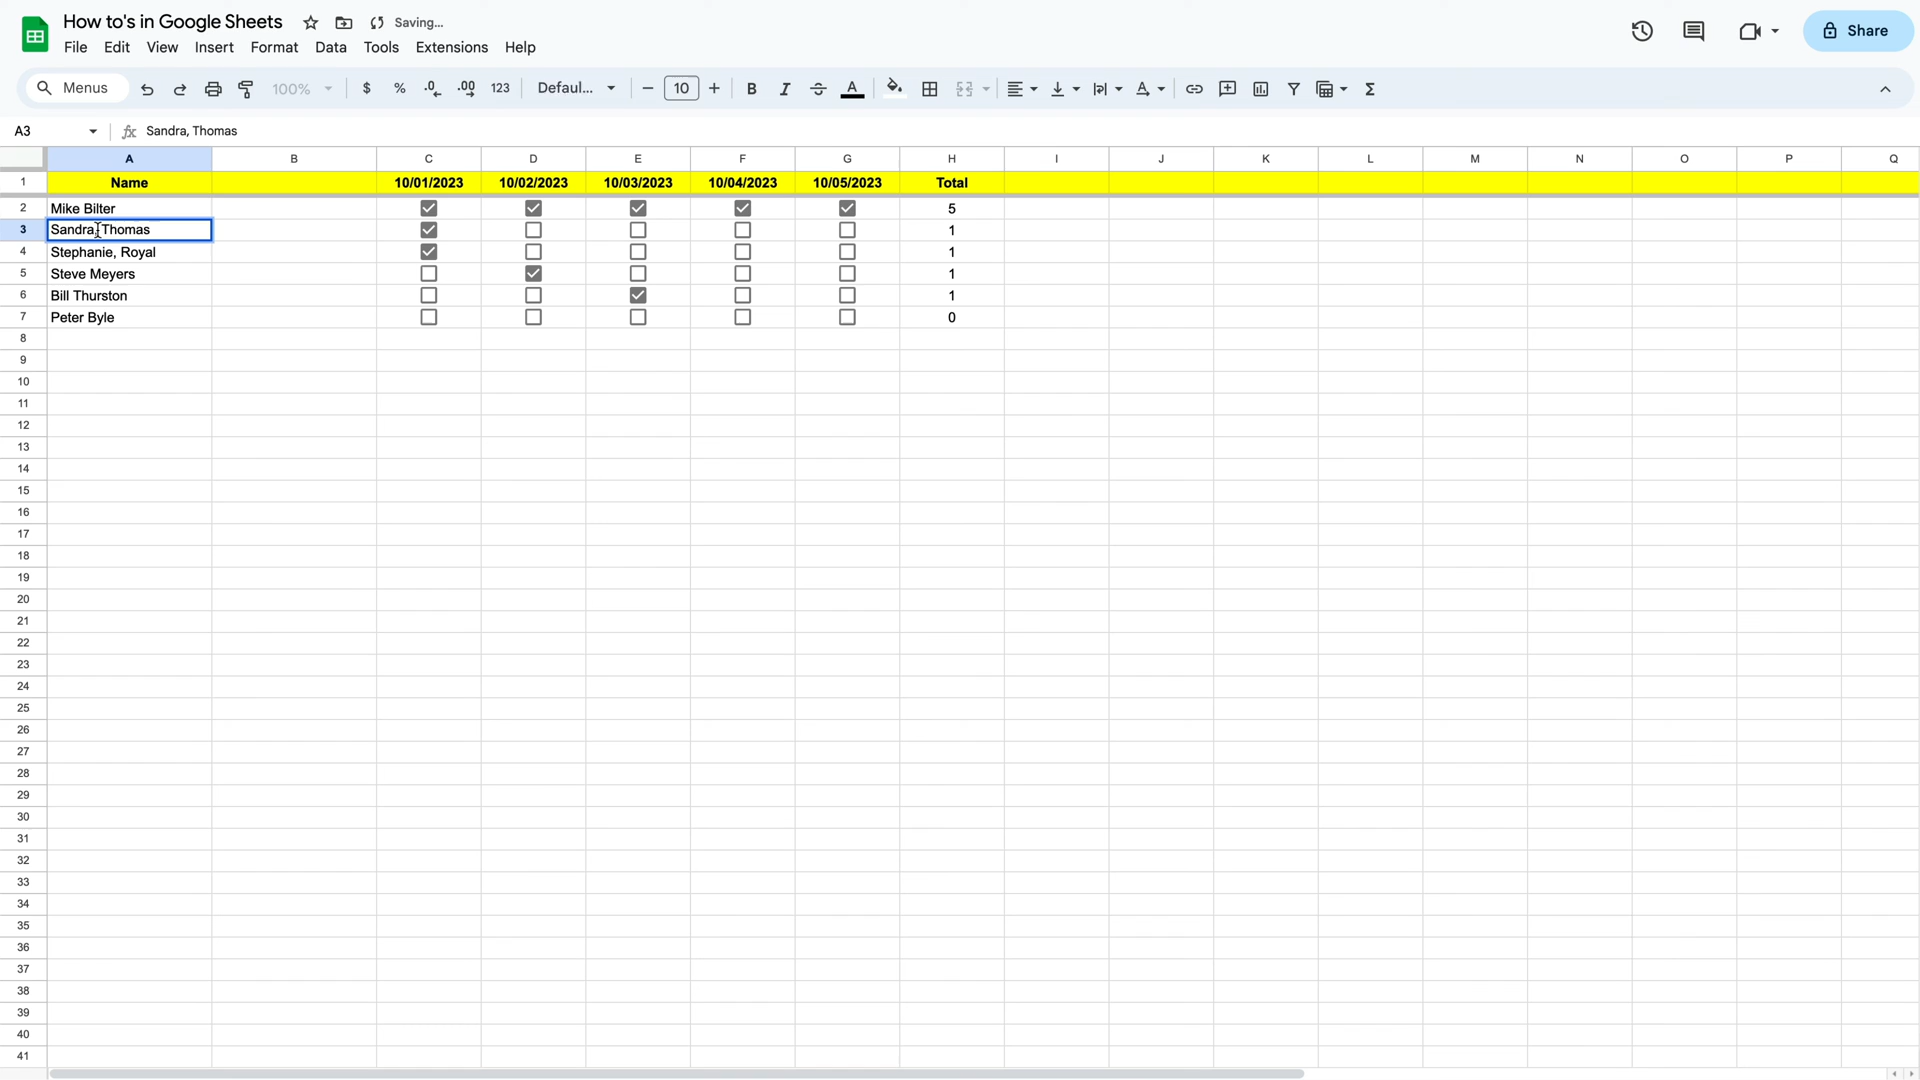 How to's in Google Sheets Saving...
File Edit View Insert Format Data Tools Extensions Help
Share
Menus 100% $ % .0 .00 123 Defaul... 10 B I S A A Σ
A3 fx Sandra, Thomas
A B C D E F G H I J K L M N O P Q
1 Name 10/01/2023 10/02/2023 10/03/2023 10/04/2023 10/05/2023 Total
2 Mike Bilter 5
3 Sandra, Thomas 1
4 Stephanie, Royal 1
5 Steve Meyers 1
6 Bill Thurston 1
7 Peter Byle 0
8
9
10
11
12
13
14
15
16
17
18
19
20
21
22
23
24
25
26
27
28
29
30
31
32
33
34
35
36
37
38
39
40
41